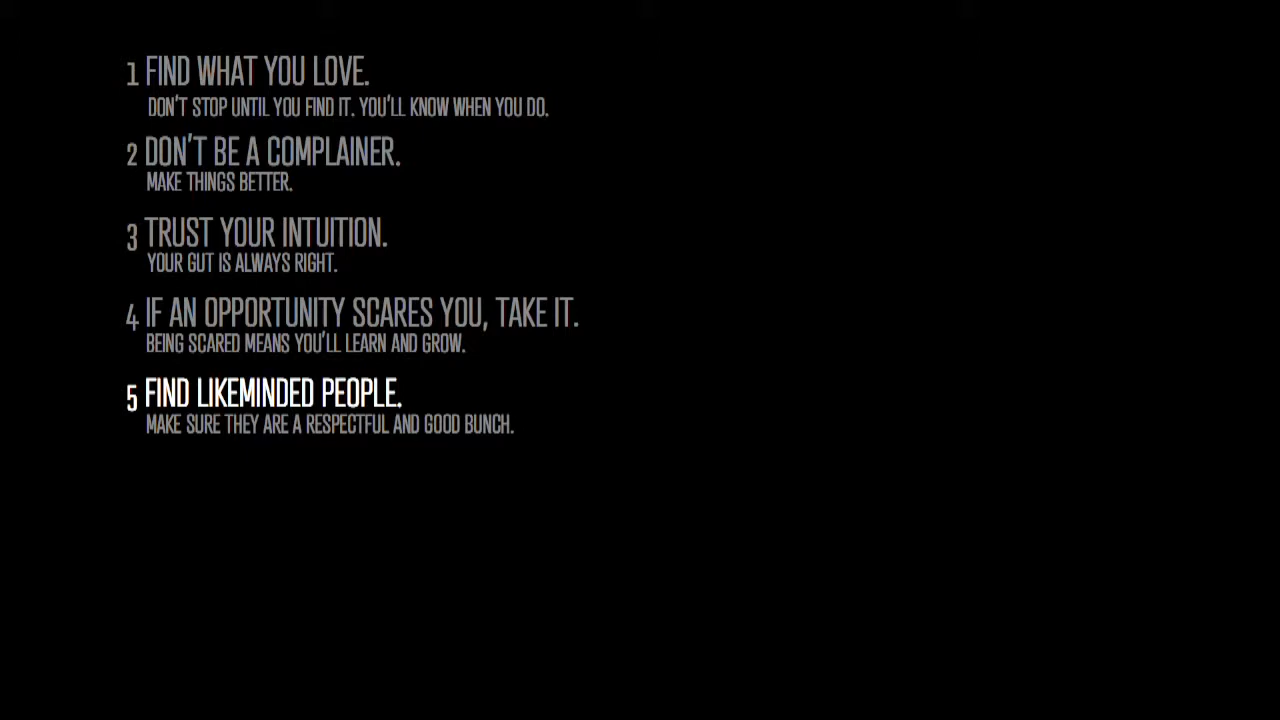 1 FIND WHAT YOU LOVE.
DON'T STOP UNTIL YOU FIND IT. YOU'LL KNOW WHEN YOU DO.
2 DON'T BE A COMPLAINER.
MAKE THINGS BETTER.
3 TRUST YOUR INTUITION.
YOUR GUT IS ALWAYS RIGHT.
4 IF AN OPPORTUNITY SCARES YOU, TAKE IT.
BEING SCARED MEANS YOU'LL LEARN AND GROW.
5 FIND LIKEMINDED PEOPLE.
MAKE SURE THEY ARE A RESPECTFUL AND GOOD BUNCH.